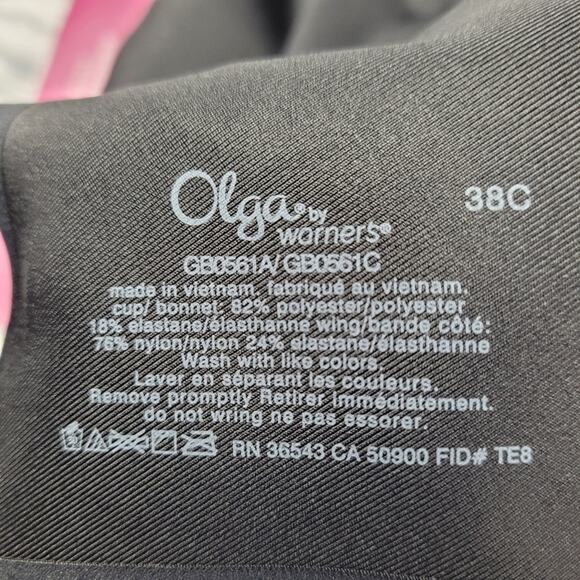 Olga® by
warner's®
38C
GB0561A/ GB0561C
made in vietnam. fabriqué au vietnam.
cup/ bonnet: 82% polyester/polyester
18% elastane/élasthanne wing/bande côté:
76% nylon/nylon 24% elastane/élasthanne
Wash with like colors.
Laver en séparant les couleurs.
Remove promptly Retirer immédiatement.
do not wring ne pas essorer.
RN 36543 CA 50900 FID# TE8